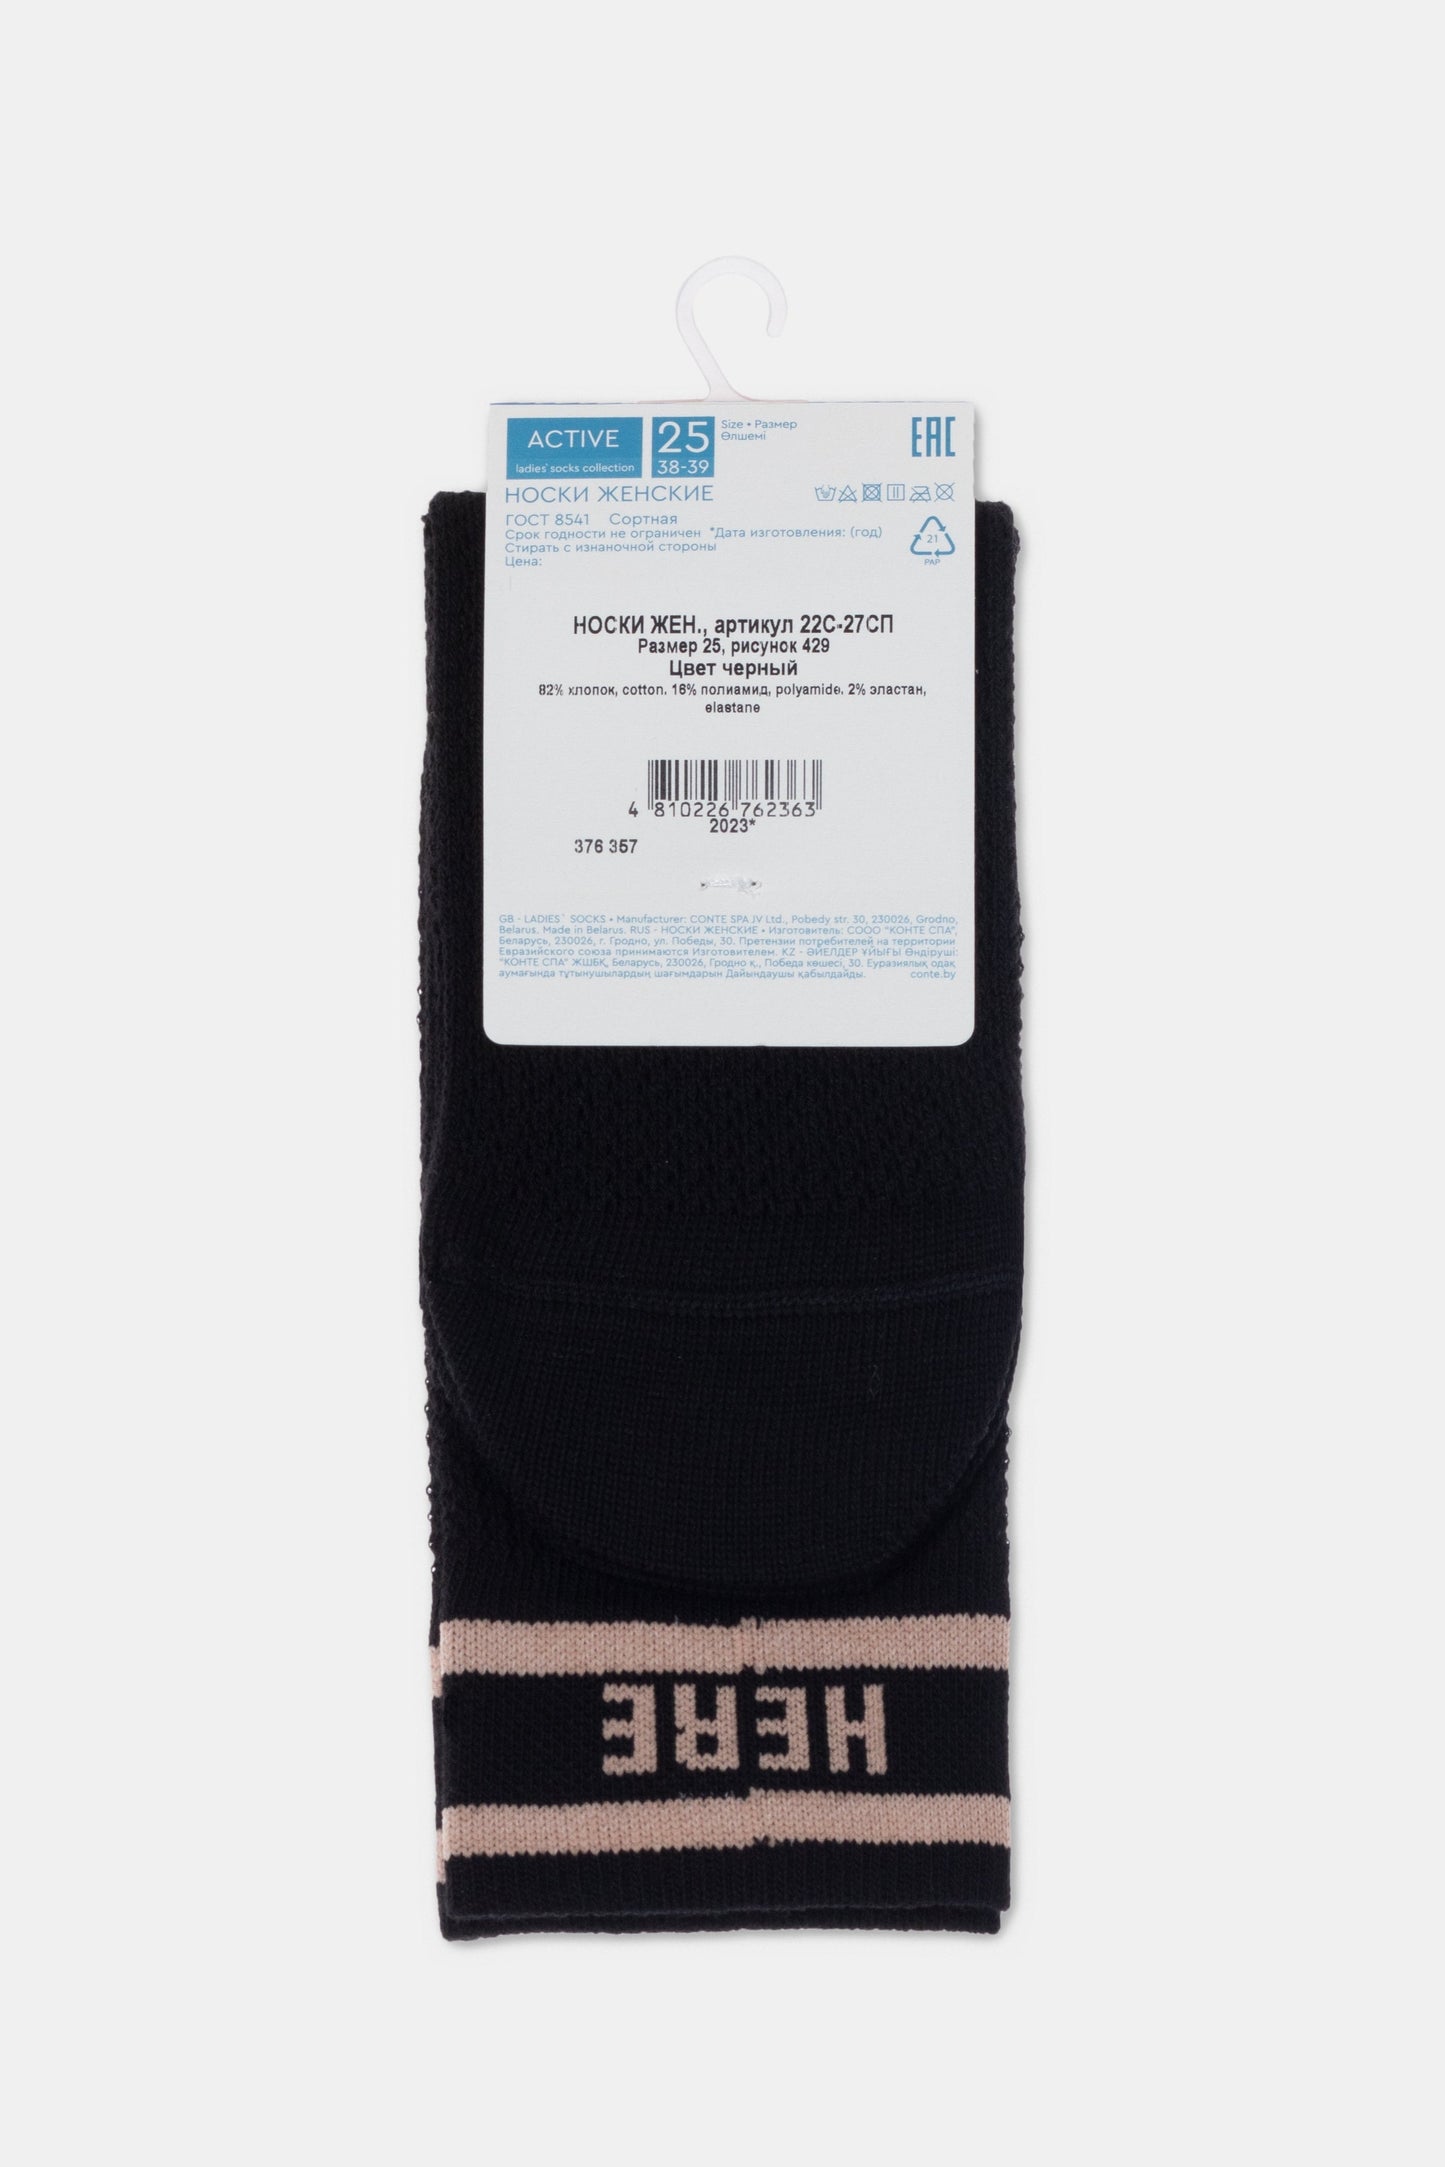 ACTIVE
ladies' socks collection
25
38-39
Size • Размер
Өлшемі
EAC
НОСКИ ЖЕНСКИЕ
ГОСТ 8541 Сортная
Срок годности не ограничен *Дата изготовления: (год)
Стирать с изнаночной стороны
Цена:
21
PAP
НОСКИ ЖЕН., артикул 22С-27СП
Размер 25, рисунок 429
Цвет черный
82% хлопок, cotton. 16% полиамид, polyamide. 2% эластан,
elastane
4 810226 762363
2023*
376 357
GB - LADIES` SOCKS • Manufacturer: CONTE SPA JV Ltd., Pobedy str. 30, 230026, Grodno,
Belarus. Made in Belarus. RUS - НОСКИ ЖЕНСКИЕ • Изготовитель: СООО "КОНТЕ СПА",
Беларусь, 230026, г. Гродно, ул. Победы, 30. Претензии потребителей на территории
Евразийского союза принимаются Изготовителем. KZ - ӘЙЕЛДЕР ҰЙЫҒЫ Өндіруші:
"КОНТЕ СПА" ЖШБҚ, Беларусь, 230026, Гродно қ., Победа көшесі, 30. Еуразиялық одақ
аумағында тұтынушылардың шағымдарын Дайындаушы қабылдайды. conte.by
HERE